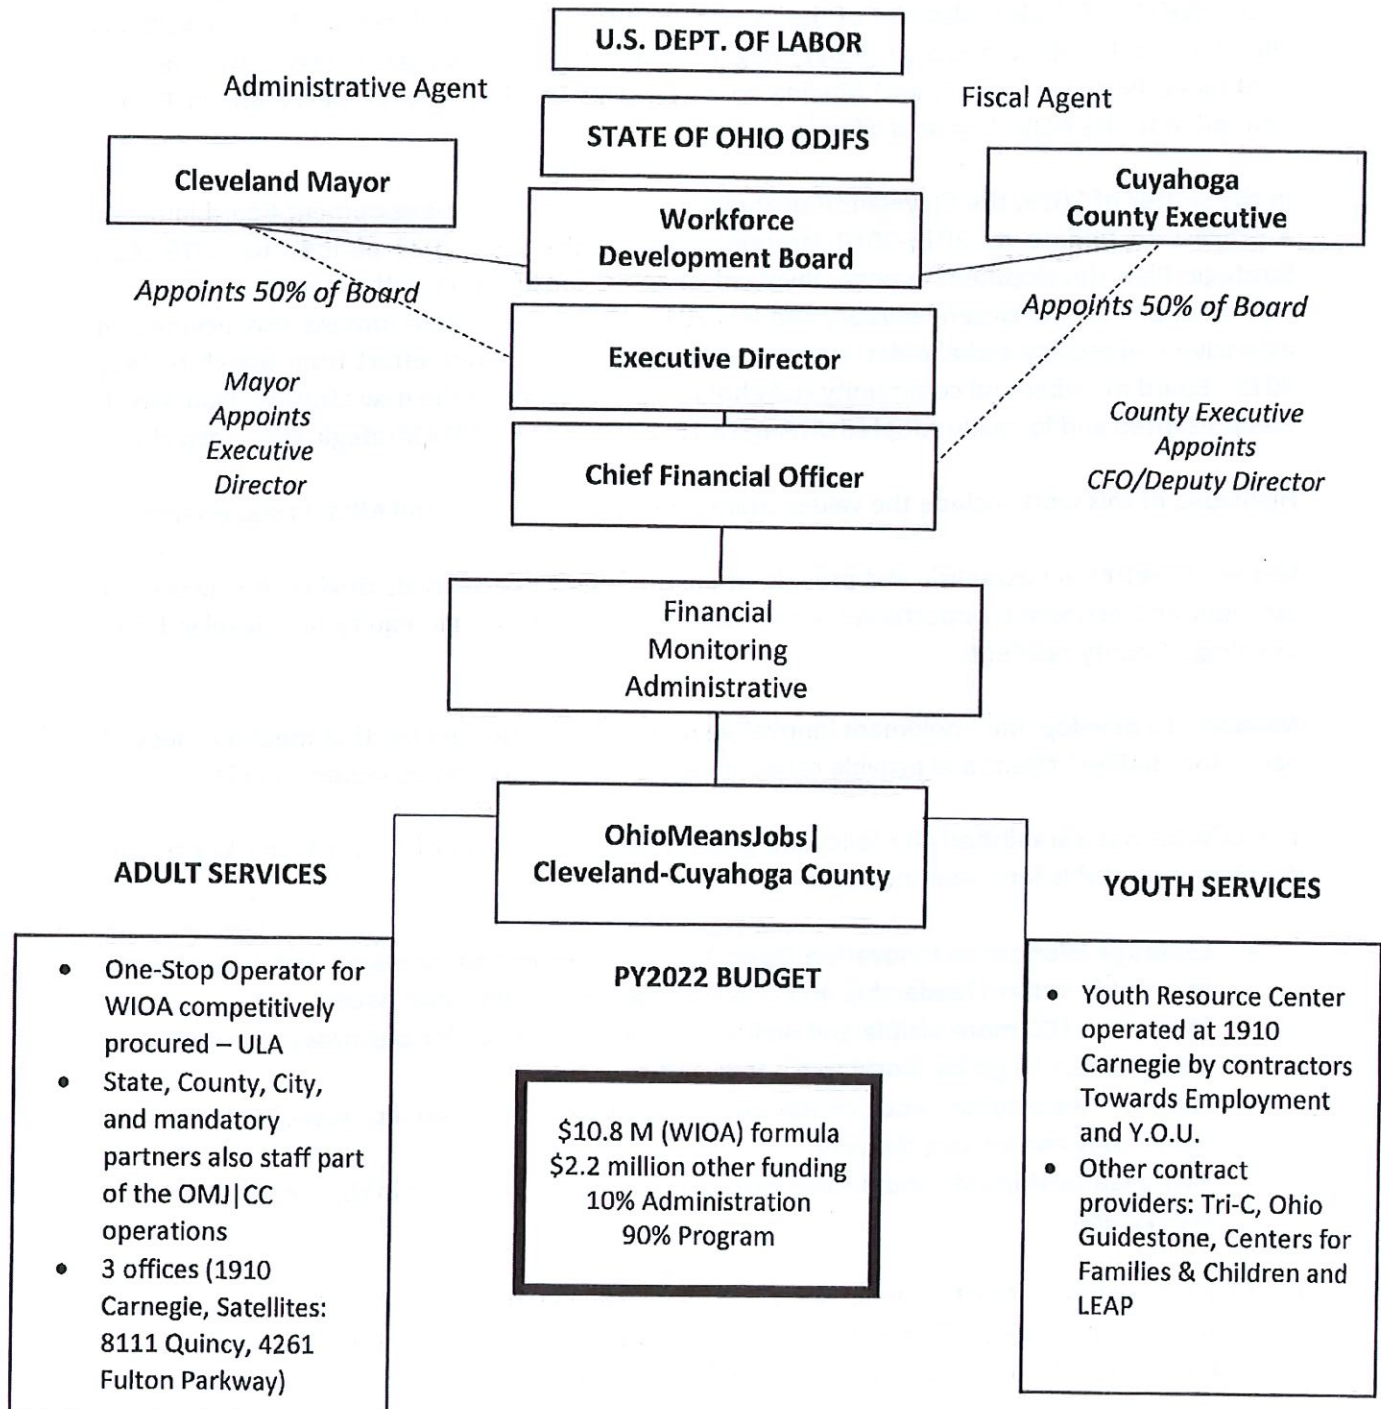 U.S. DEPT. OF LABOR
Administrative Agent
Fiscal Agent
STATE OF OHIO ODJFS
Cleveland Mayor
Cuyahoga
County Executive
Workforce
Development Board
Appoints 50% of Board
Appoints 50% of Board
Executive Director
Mayor
Appoints
Executive
Director
County Executive
Appoints
CFO/Deputy Director
Chief Financial Officer
Financial
Monitoring
Administrative
OhioMeansJobs|
Cleveland-Cuyahoga County
ADULT SERVICES
• One-Stop Operator for
WIOA competitively
procured – ULA
• State, County, City,
and mandatory
partners also staff part
of the OMJ|CC
operations
• 3 offices (1910
Carnegie, Satellites:
8111 Quincy, 4261
Fulton Parkway)
PY2022 BUDGET
$10.8 M (WIOA) formula
$2.2 million other funding
10% Administration
90% Program
YOUTH SERVICES
• Youth Resource Center
operated at 1910
Carnegie by contractors
Towards Employment
and Y.O.U.
• Other contract
providers: Tri-C, Ohio
Guidestone, Centers for
Families & Children and
LEAP